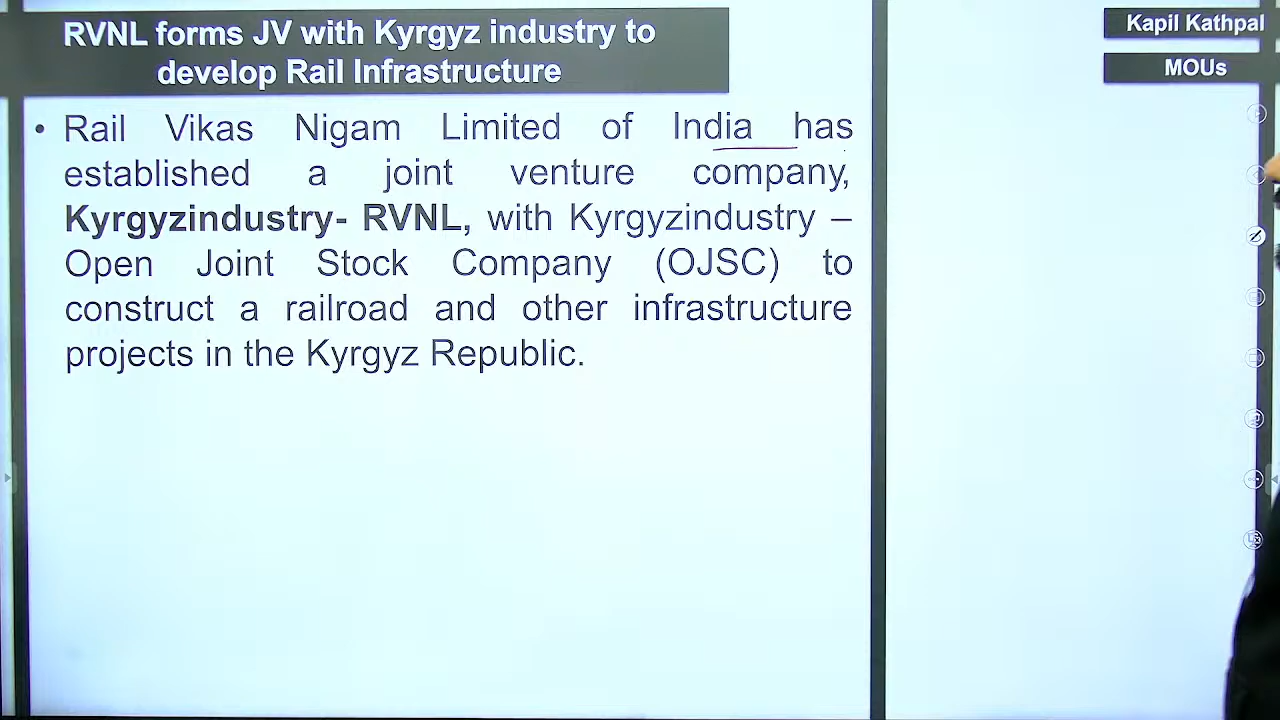 RVNL forms JV with Kyrgyz industry to
develop Rail Infrastructure
Kapil Kathpal
MOUs
• Rail Vikas Nigam Limited of India has
established a joint venture company,
Kyrgyzindustry- RVNL, with Kyrgyzindustry –
Open Joint Stock Company (OJSC) to
construct a railroad and other infrastructure
projects in the Kyrgyz Republic.